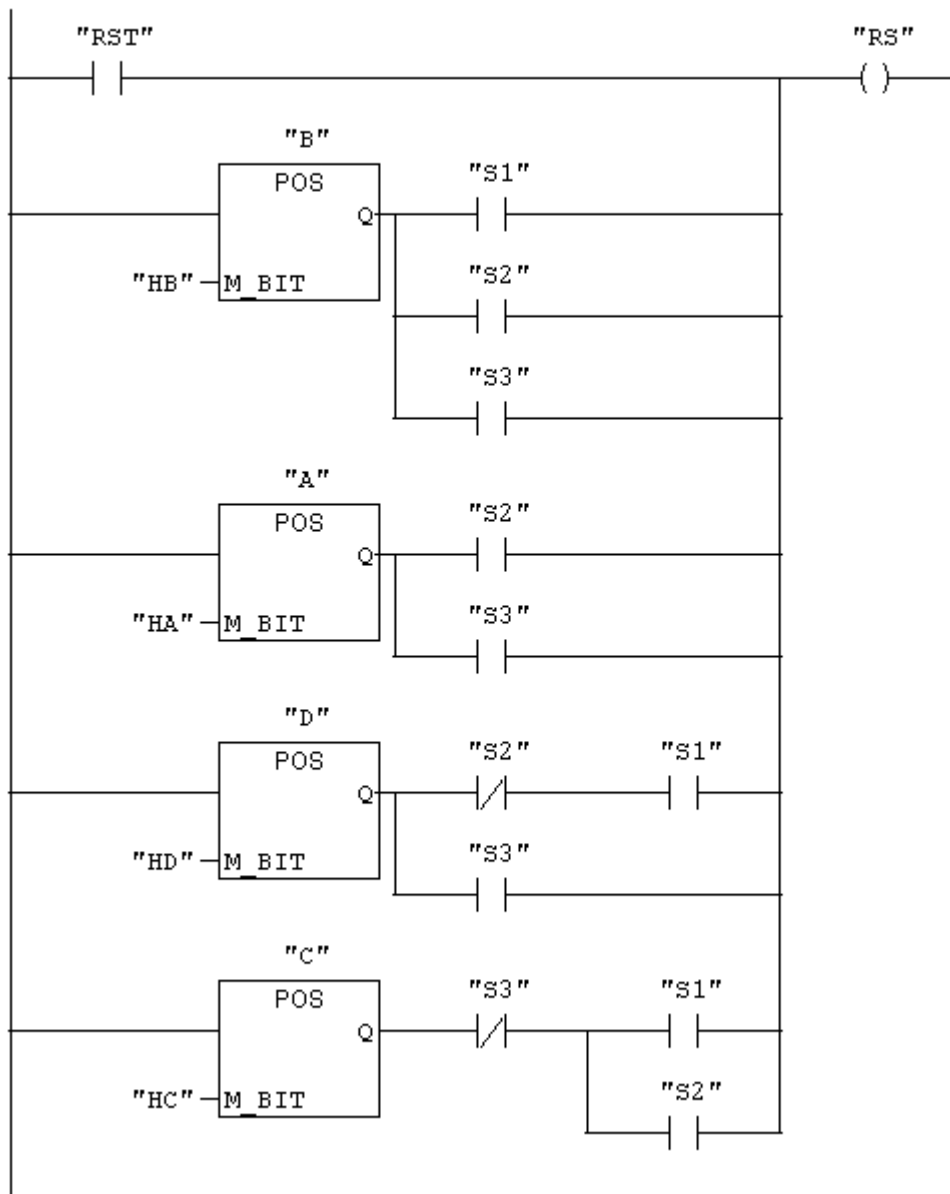 "RST" "RS"
( )
"B"
POS
"S1"
Q
"S2"
"HB" M_BIT
"S3"
"A"
POS
"S2"
Q
"S3"
"HA" M_BIT
"D"
POS
"S2" "S1"
Q
"S3"
"HD" M_BIT
"C"
POS
"S3" "S1"
Q
"S2"
"HC" M_BIT